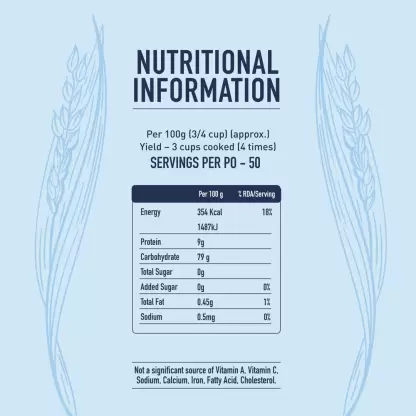 NUTRITIONAL
INFORMATION
Per 100g (3/4 cup) (approx.)
Yield – 3 cups cooked (4 times)
SERVINGS PER PO – 50
Per 100 g % RDA/Serving
Energy 354 Kcal 18%
1487kJ
Protein 9g
Carbohydrate 79 g
Total Sugar 0g
Added Sugar 0g 0%
Total Fat 0.45g 1%
Sodium 0.5mg 0%
Not a significant source of Vitamin A, Vitamin C,
Sodium, Calcium, Iron, Fatty Acid, Cholesterol.